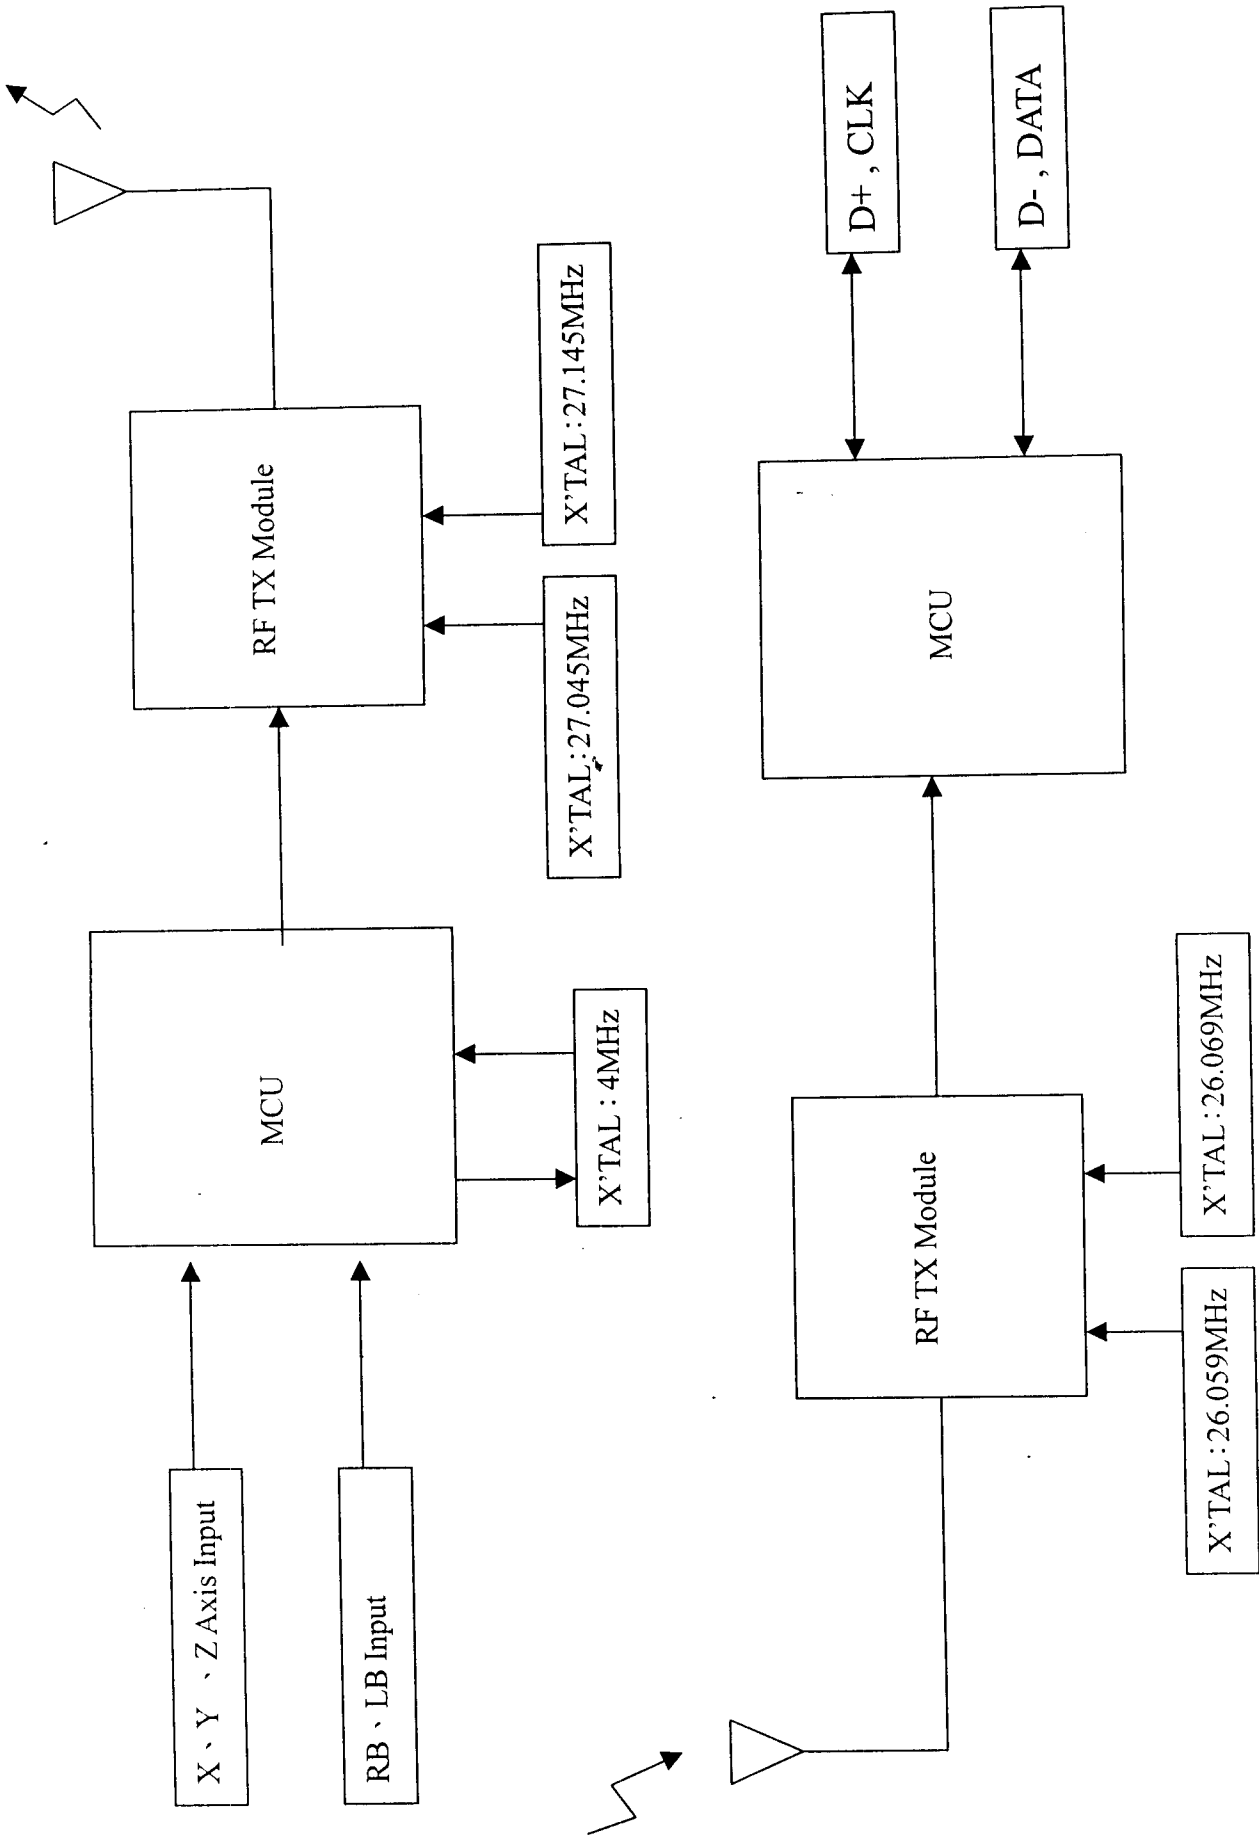 X、Y、Z Axis Input
RB、LB Input
MCU
X'TAL:4MHz
RF TX Module
X'TAL:27.045MHz
X'TAL:27.145MHz
RF TX Module
X'TAL:26.059MHz
X'TAL:26.069MHz
MCU
D+, CLK
D-, DATA